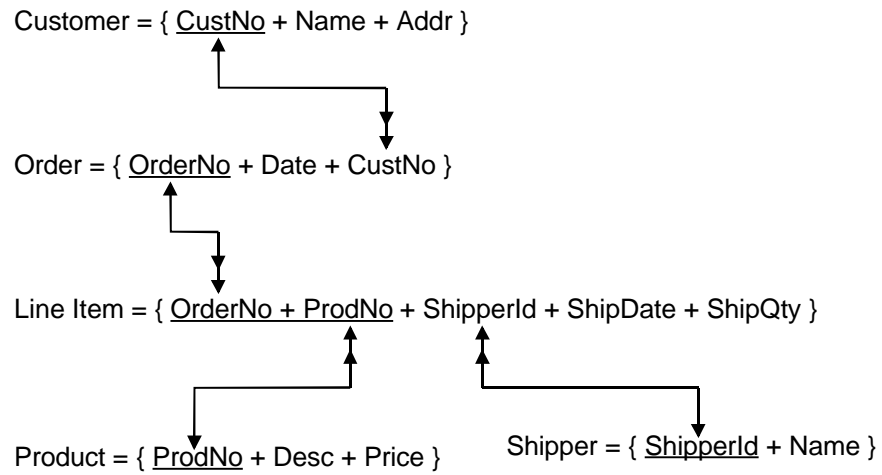 Customer = { CustNo + Name + Addr }
Order = { OrderNo + Date + CustNo }
Line Item = { OrderNo + ProdNo + ShipperId + ShipDate + ShipQty }
Product = { ProdNo + Desc + Price }
Shipper = { ShipperId + Name }